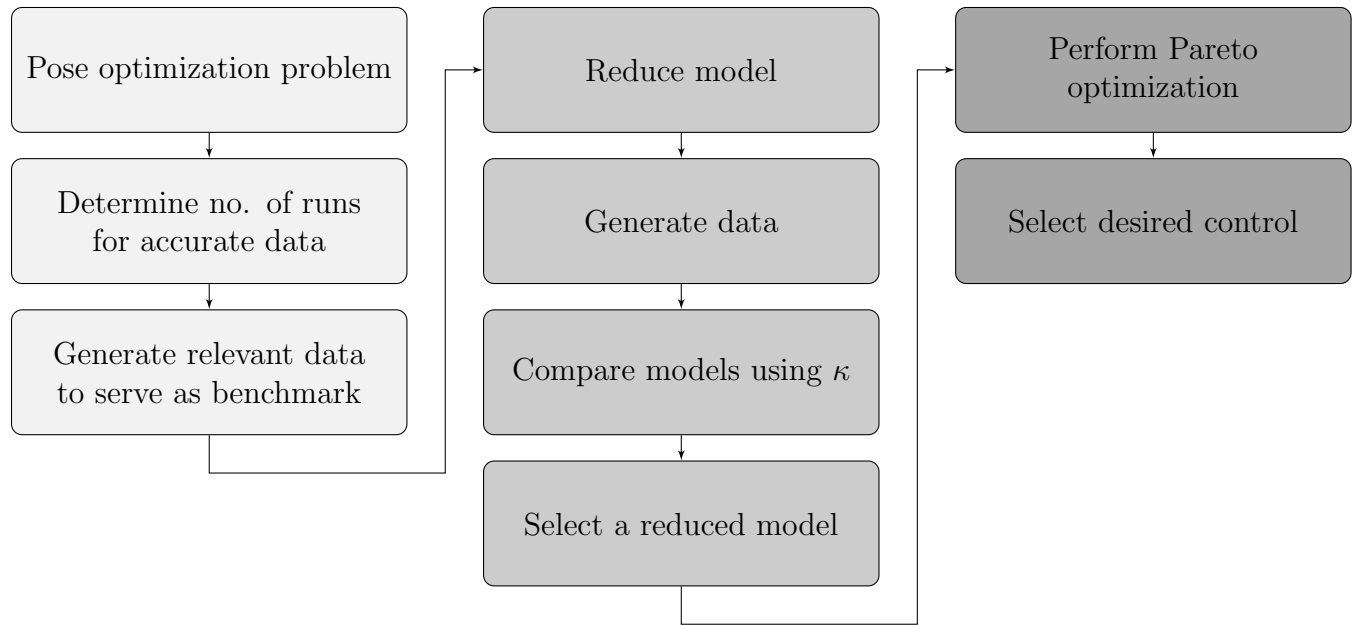 Pose optimization problem
Determine no. of runs
for accurate data
Generate relevant data
to serve as benchmark
Reduce model
Generate data
Compare models using κ
Select a reduced model
Perform Pareto
optimization
Select desired control